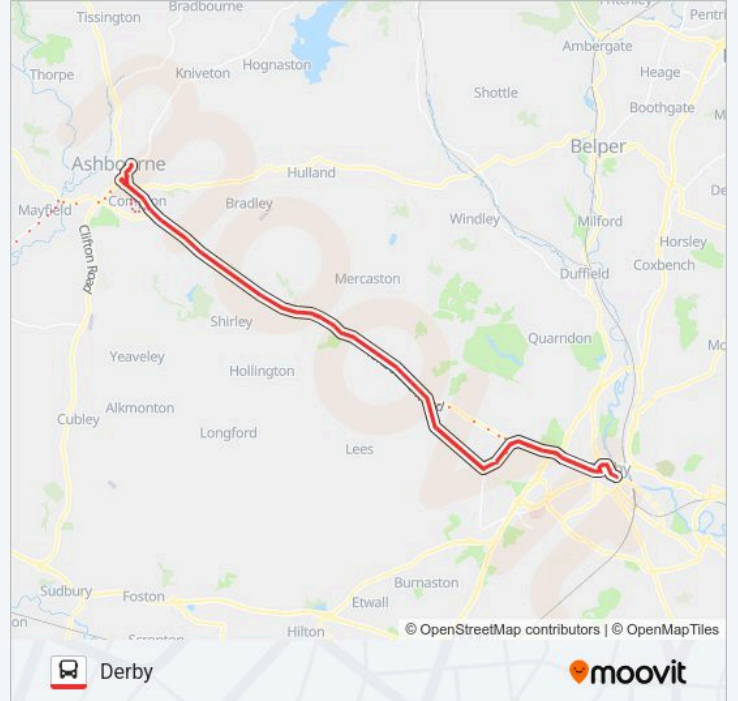 Tissington
Bradbourne
Ambergate
Thorpe
Kniveton
Hognaston
Heage
Shottle
Boothgate
Ashbourne
Belper
Hulland
Mayfield
Compton
Bradley
Windley
Milford
Clifton Road
Horsley
Coxbench
Duffield
Mercaston
Shirley
Quarndon
Yeaveley
Hollington
Alkmonton
Cubley
Longford
Lees
Burnaston
Sudbury
Foston
Etwall
Hilton
© OpenStreetMap contributors | © OpenMapTiles
Derby
moovit